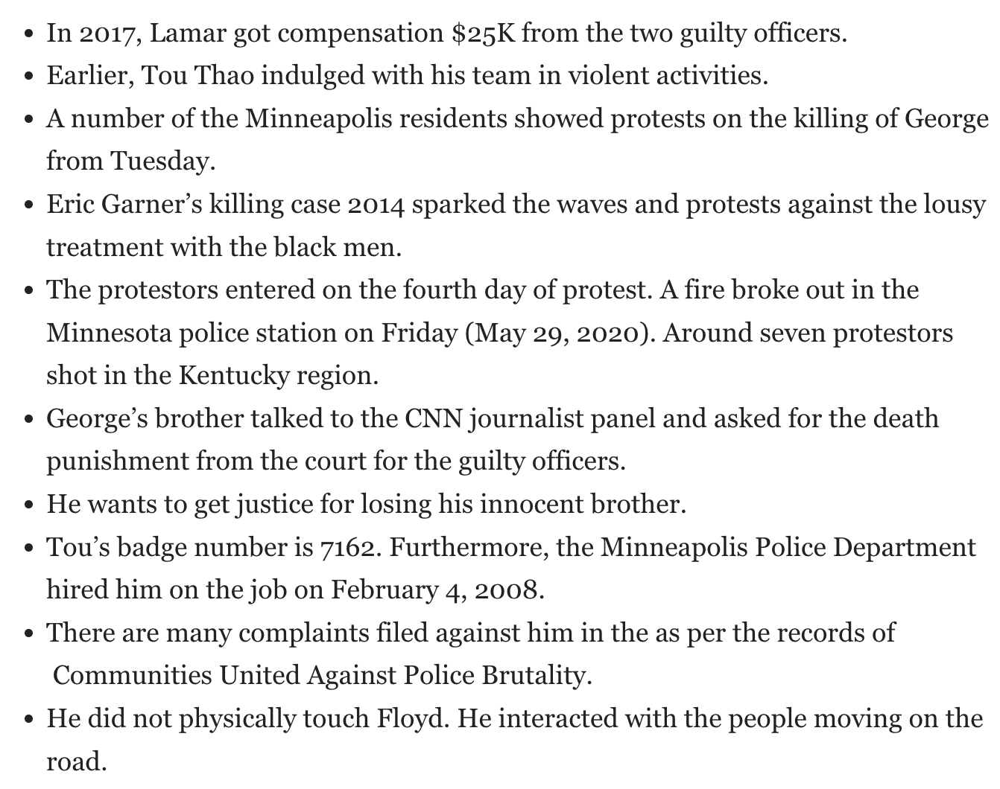 • In 2017, Lamar got compensation $25K from the two guilty officers.
• Earlier, Tou Thao indulged with his team in violent activities.
• A number of the Minneapolis residents showed protests on the killing of George
from Tuesday.
• Eric Garner’s killing case 2014 sparked the waves and protests against the lousy
treatment with the black men.
• The protestors entered on the fourth day of protest. A fire broke out in the
Minnesota police station on Friday (May 29, 2020). Around seven protestors
shot in the Kentucky region.
• George’s brother talked to the CNN journalist panel and asked for the death
punishment from the court for the guilty officers.
• He wants to get justice for losing his innocent brother.
• Tou’s badge number is 7162. Furthermore, the Minneapolis Police Department
hired him on the job on February 4, 2008.
• There are many complaints filed against him in the as per the records of
Communities United Against Police Brutality.
• He did not physically touch Floyd. He interacted with the people moving on the
road.